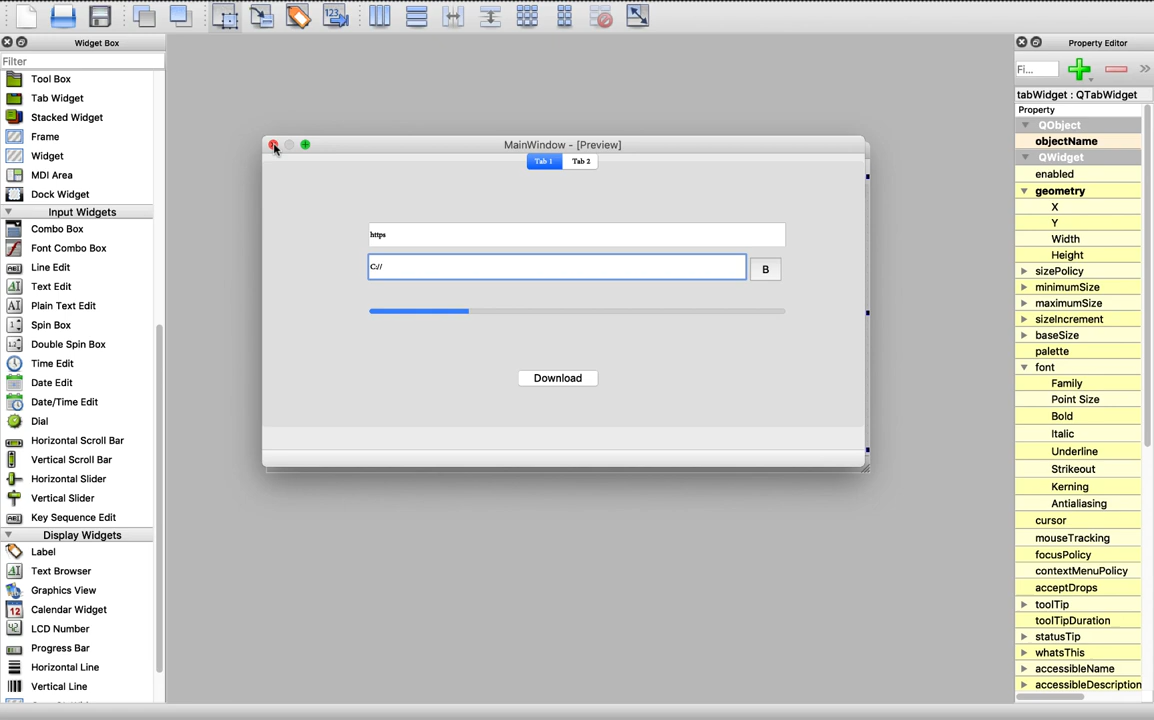 123
Widget Box
Property Editor
Filter
Fi...
Tool Box
Tab Widget
Stacked Widget
Frame
Widget
MDI Area
Dock Widget
Input Widgets
Combo Box
Font Combo Box
Line Edit
Text Edit
Plain Text Edit
Spin Box
Double Spin Box
Time Edit
Date Edit
Date/Time Edit
Dial
Horizontal Scroll Bar
Vertical Scroll Bar
Horizontal Slider
Vertical Slider
Key Sequence Edit
Display Widgets
Label
Text Browser
Graphics View
Calendar Widget
LCD Number
Progress Bar
Horizontal Line
Vertical Line
MainWindow - [Preview]
Tab 1 Tab 2
https
C://
B
Download
tabWidget : QTabWidget
Property
QObject
objectName
QWidget
enabled
geometry
X
Y
Width
Height
sizePolicy
minimumSize
maximumSize
sizeIncrement
baseSize
palette
font
Family
Point Size
Bold
Italic
Underline
Strikeout
Kerning
Antialiasing
cursor
mouseTracking
focusPolicy
contextMenuPolicy
acceptDrops
toolTip
toolTipDuration
statusTip
whatsThis
accessibleName
accessibleDescription